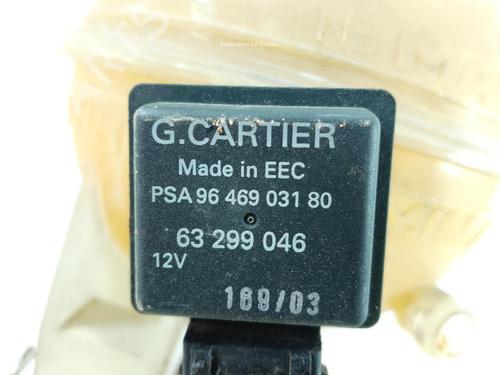 G.CARTIER
Made in EEC
PSA 96 469 031 80
63 299 046
12V
169/03